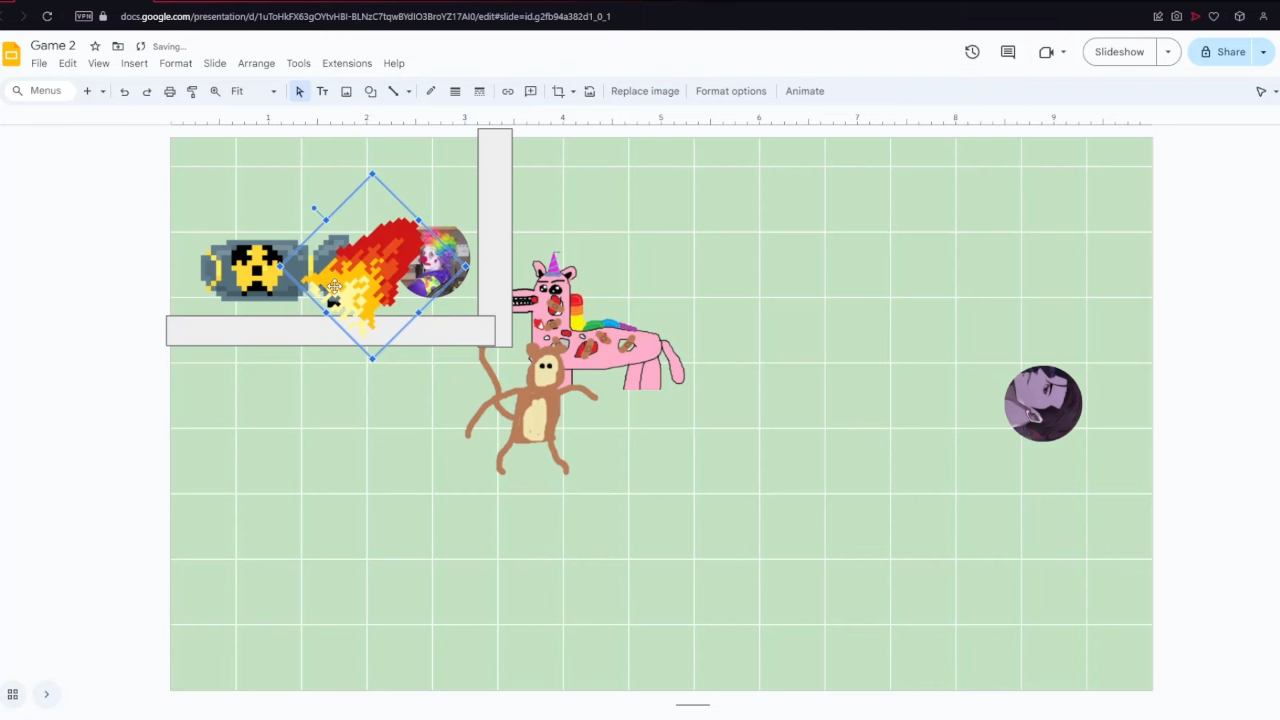 docs.google.com/presentation/d/1uToHkFX63gOYtvHBI-BLNzC7tqwBYdIO3BroYZ17AI0/edit#slide=id.g2fb94a382d1_0_1
VPN
Game 2
Saving...
File Edit View Insert Format Slide Arrange Tools Extensions Help
Slideshow
Share
Menus
Fit
Replace image
Format options
Animate
1 2 3 4 5 6 7 8 9